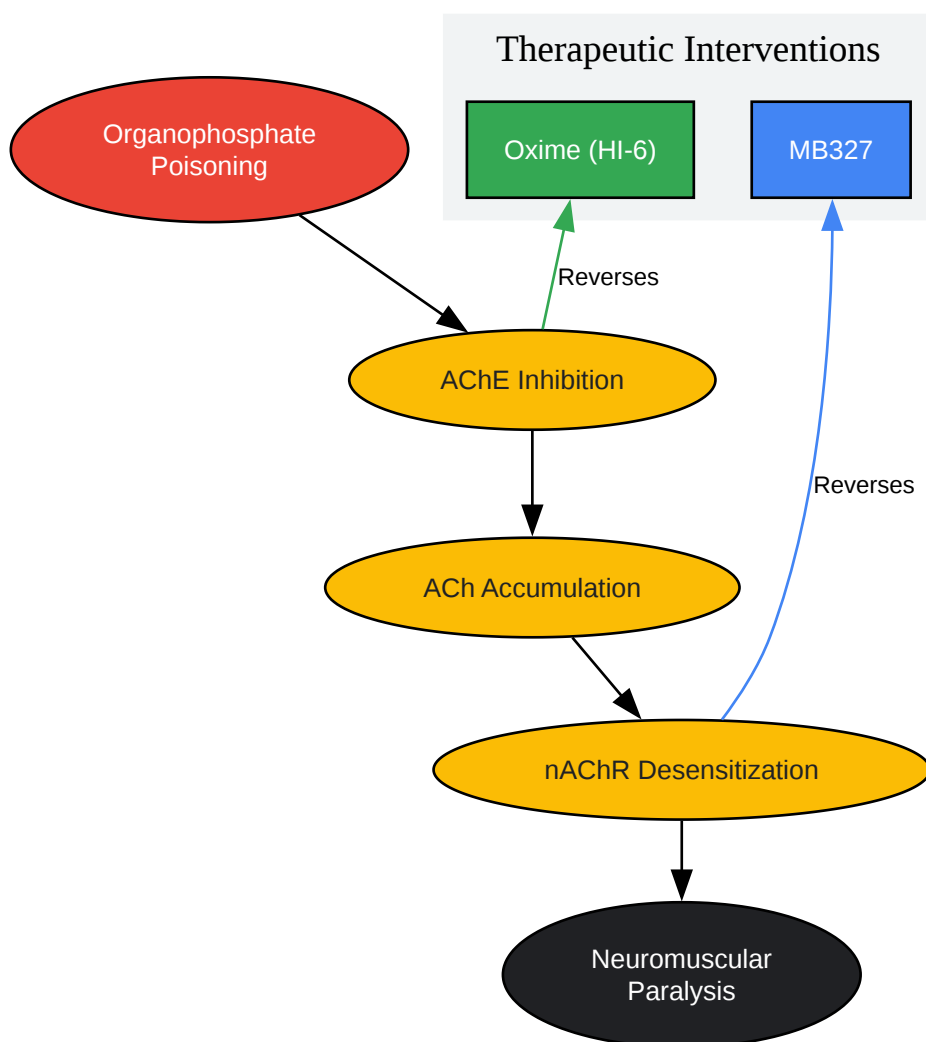 Therapeutic Interventions
Organophosphate
Poisoning
Oxime (HI-6)
MB327
Reverses
AChE Inhibition
Reverses
ACh Accumulation
nAChR Desensitization
Neuromuscular
Paralysis